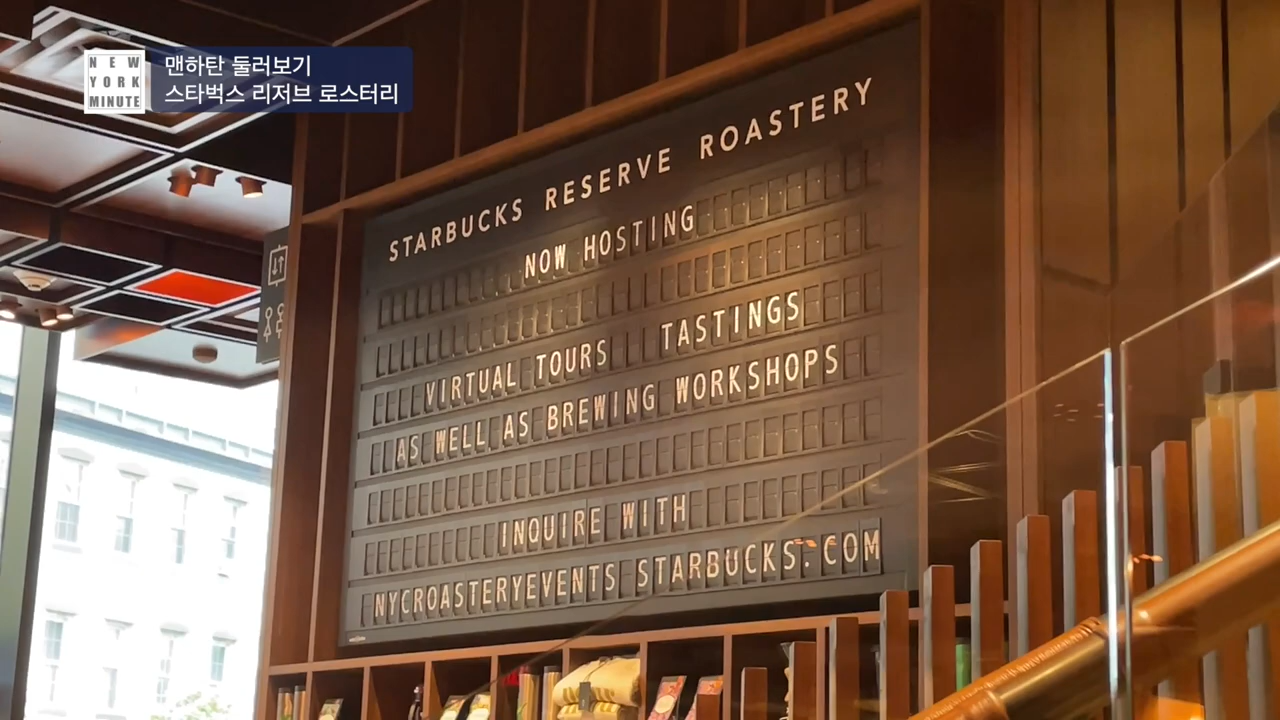 NEW
YORK
MINUTE
맨하탄 둘러보기
스타벅스 리저브 로스터리
STARBUCKS RESERVE ROASTERY
NOW HOSTING
VIRTUAL TOURS TASTINGS
AS WELL AS BREWING WORKSHOPS
INQUIRE WITH
NYCROASTERYEVENTS STARBUCKS.COM